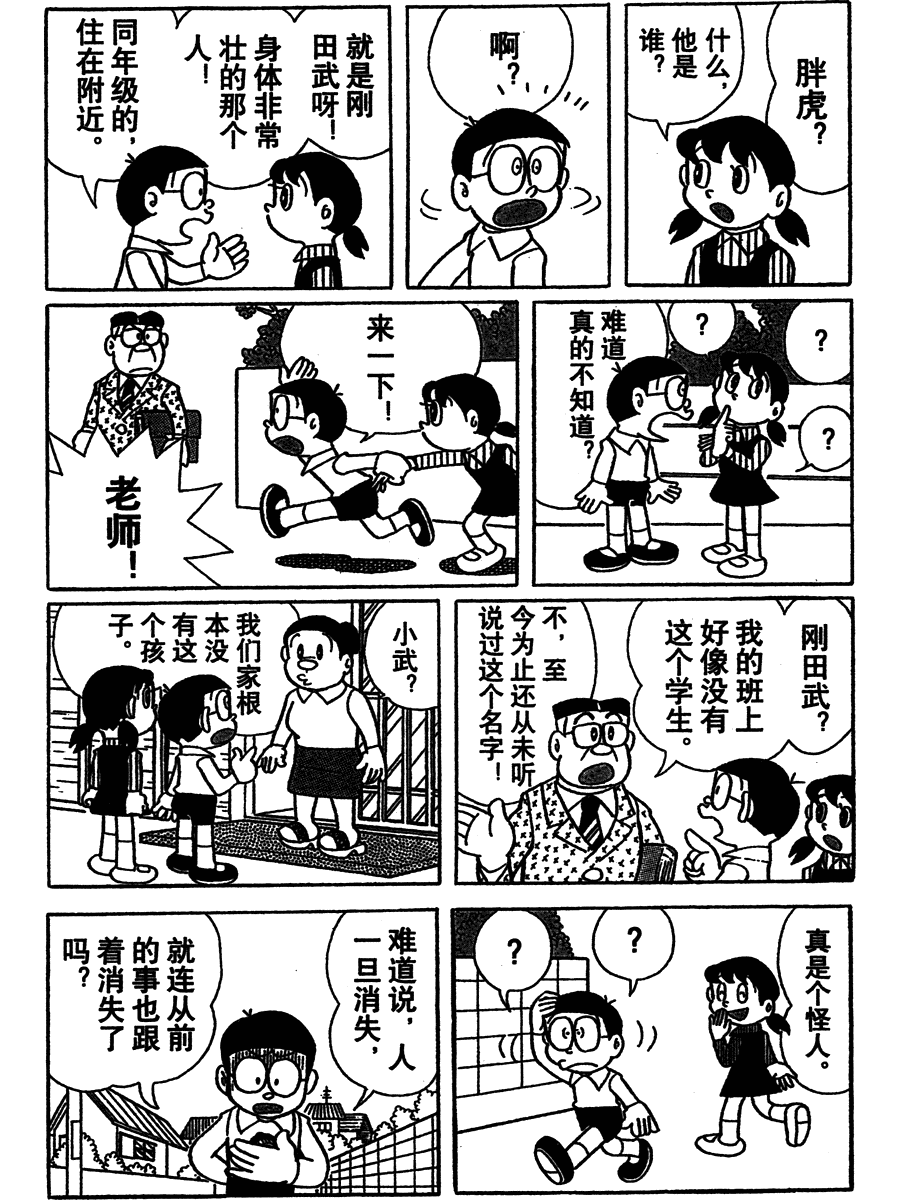 胖虎？
什么，
他是
谁？
啊？
就是刚
田武呀！
身体非常
壮的那个
人！
同年级的，
住在附近。
？
？
？
难道
真的不知道？
来一下！
老师！
刚田武？
我的班上
好像没有
这个学生。
不，至
今为止还从未听
说过这个名字！
小武？
我们家根
本没
有这
个孩
子。
真是个怪人。
？
？
难道说，人
一旦消失，
就连从前
的事也跟
着消失了
吗？